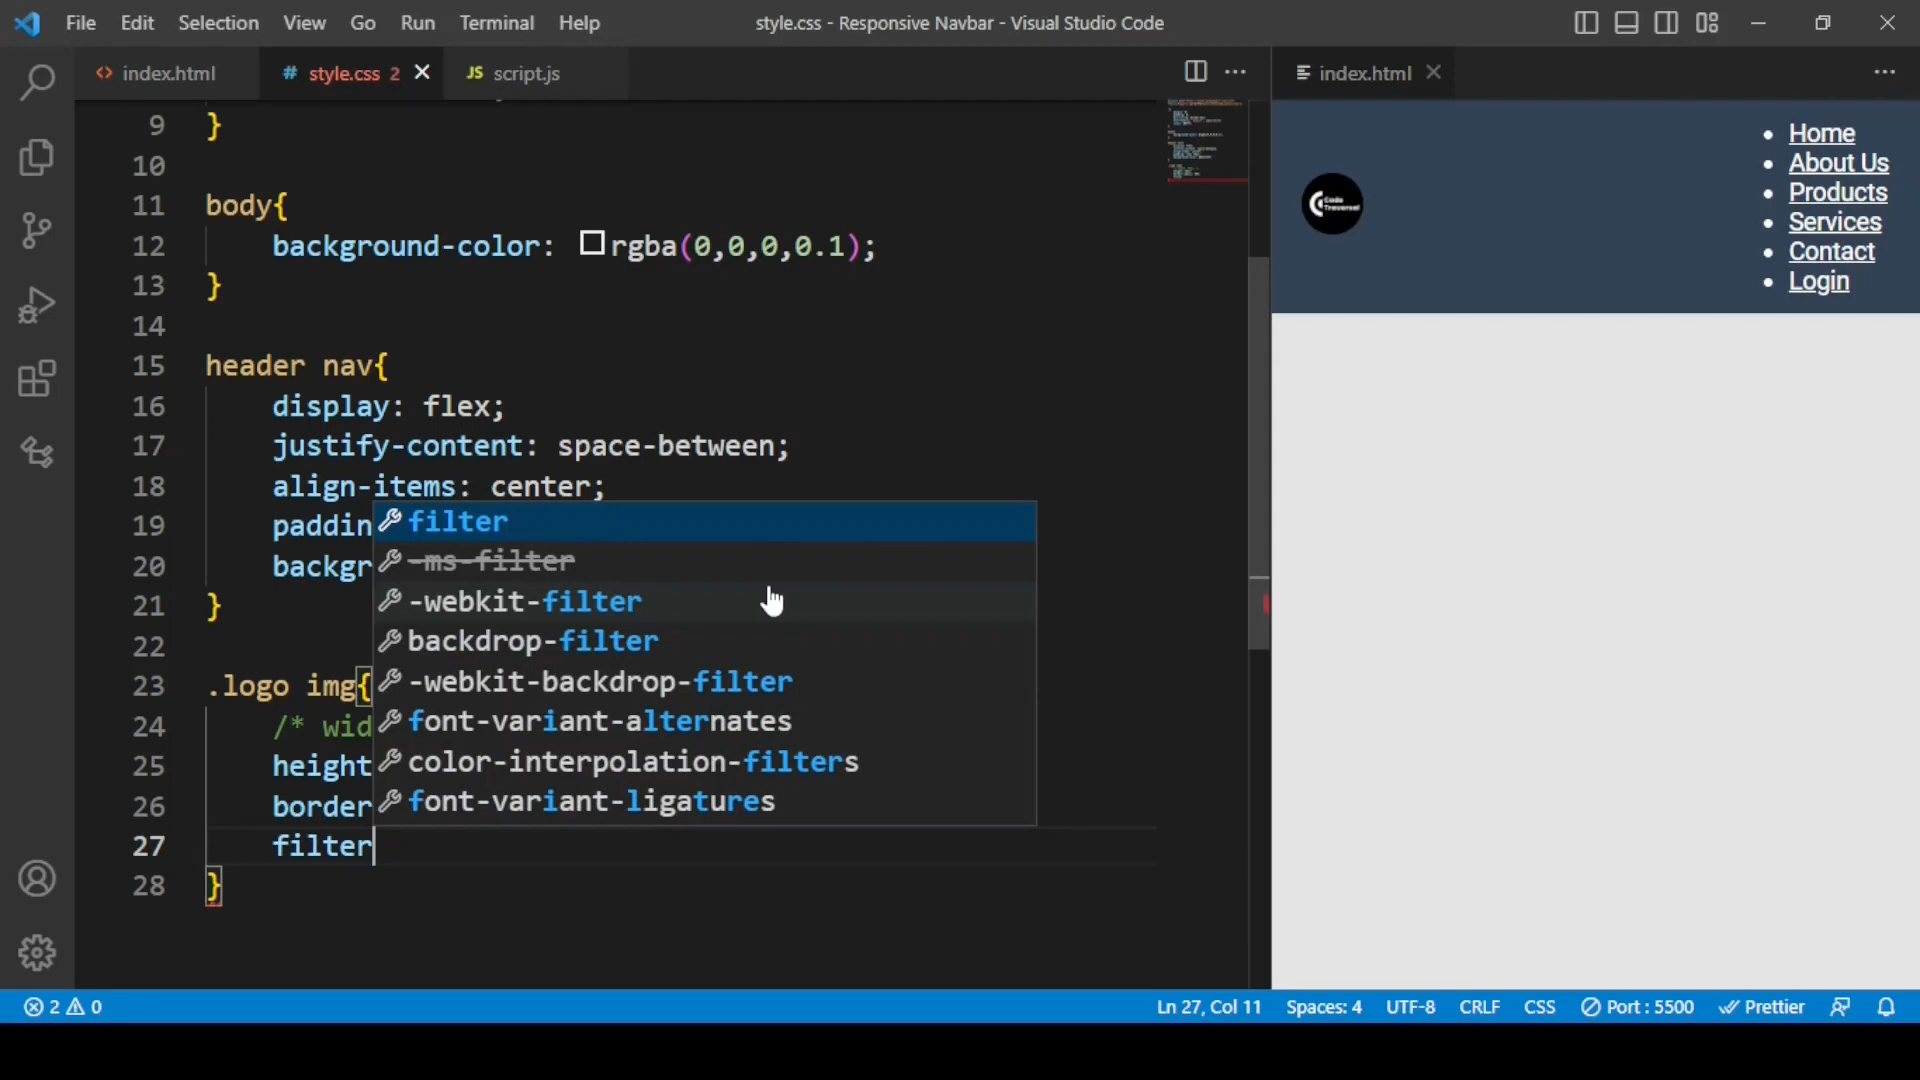 File Edit Selection View Go Run Terminal Help style.css - Responsive Navbar - Visual Studio Code
index.html # style.css 2 JS script.js index.html
9 }
10
11 body{
12 background-color: rgba(0,0,0,0.1);
13 }
14
15 header nav{
16 display: flex;
17 justify-content: space-between;
18 align-items: center;
19 paddin
20 backgr
21 }
22
23 .logo img{
24 /* wid
25 height
26 border
27 filter
28 }
filter
-ms-filter
-webkit-filter
backdrop-filter
-webkit-backdrop-filter
font-variant-alternates
color-interpolation-filters
font-variant-ligatures
Code
Traversal
• Home
• About Us
• Products
• Services
• Contact
• Login
2 0 Ln 27, Col 11 Spaces: 4 UTF-8 CRLF CSS Port : 5500 Prettier